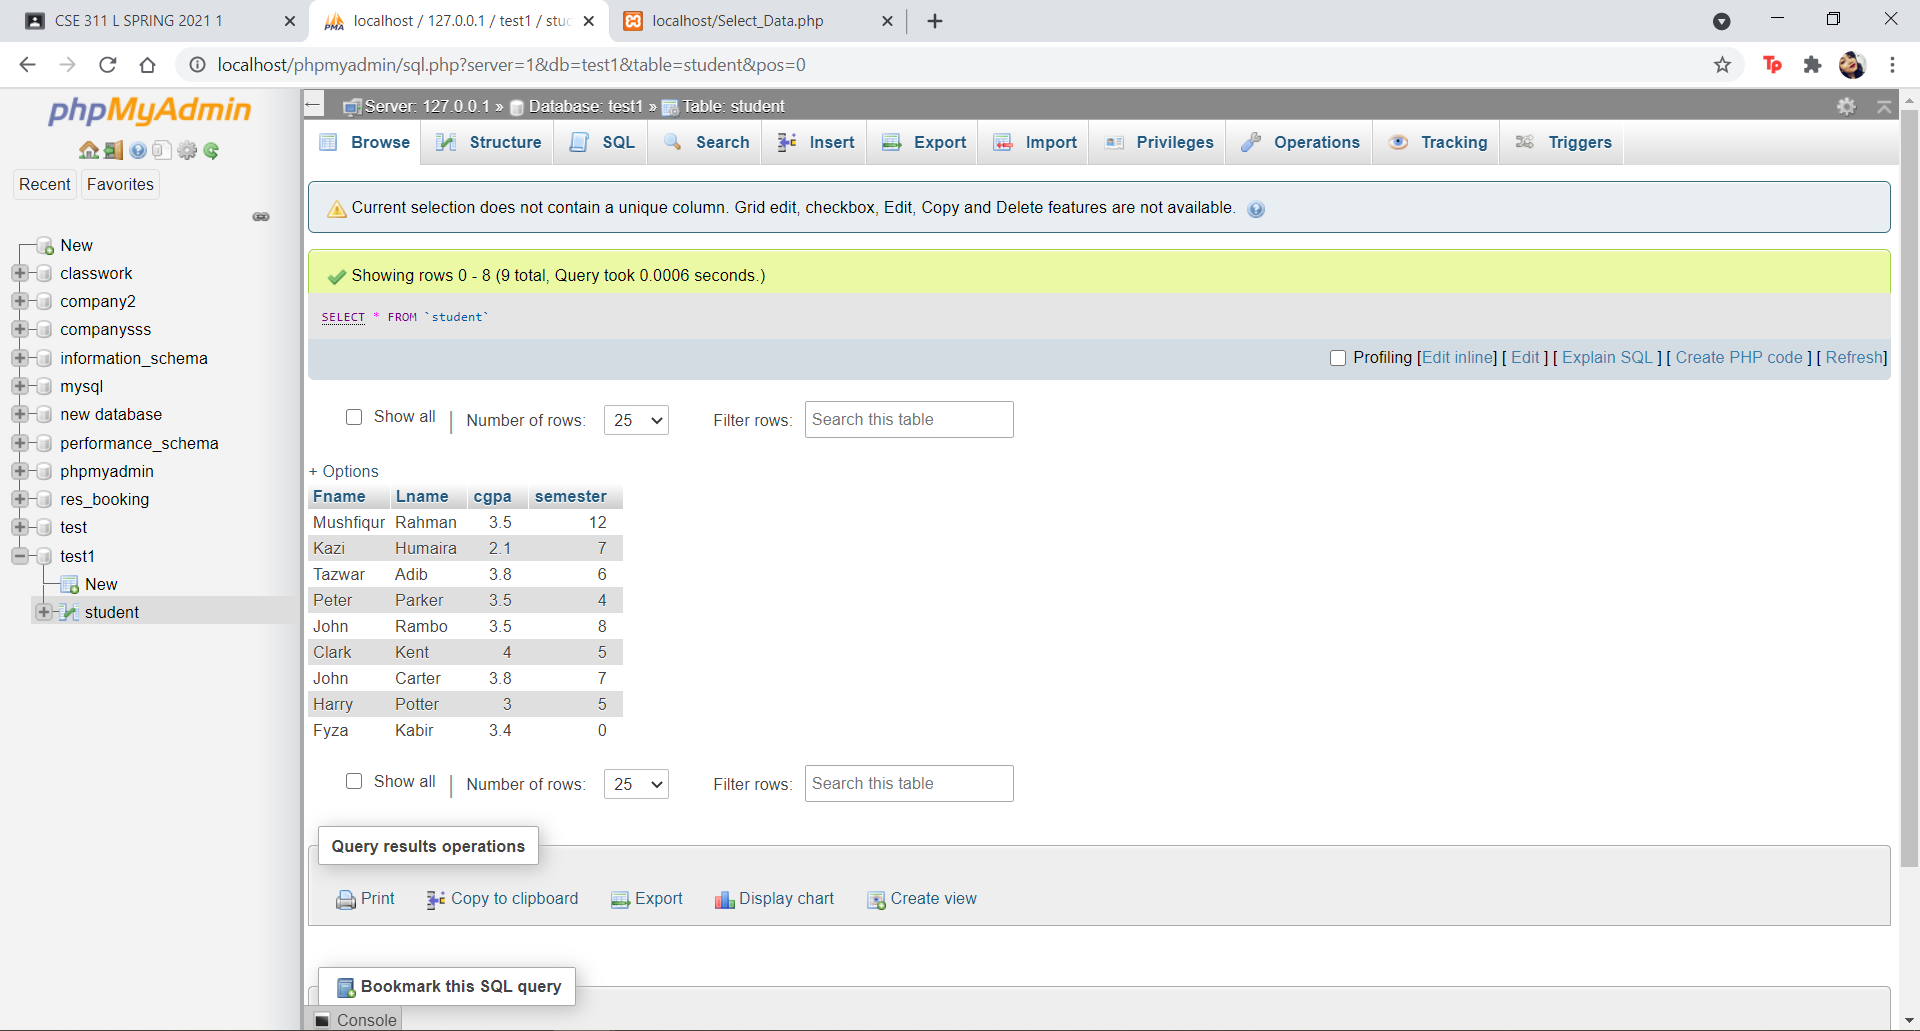 CSE 311 L SPRING 2021 1
localhost / 127.0.0.1 / test1 / stud
localhost/Select_Data.php
localhost/phpmyadmin/sql.php?server=1&db=test1&table=student&pos=0
phpMyAdmin
Recent Favorites
New
classwork
company2
companysss
information_schema
mysql
new database
performance_schema
phpmyadmin
res_booking
test
test1
New
student
Server: 127.0.0.1 » Database: test1 » Table: student
Browse Structure SQL Search Insert Export Import Privileges Operations Tracking Triggers
Current selection does not contain a unique column. Grid edit, checkbox, Edit, Copy and Delete features are not available.
Showing rows 0 - 8 (9 total, Query took 0.0006 seconds.)
SELECT * FROM `student`
Profiling [Edit inline] [ Edit ] [ Explain SQL ] [ Create PHP code ] [ Refresh]
Show all | Number of rows: 25 Filter rows: Search this table
+ Options
Fname Lname cgpa semester
Mushfiqur Rahman 3.5 12
Kazi Humaira 2.1 7
Tazwar Adib 3.8 6
Peter Parker 3.5 4
John Rambo 3.5 8
Clark Kent 4 5
John Carter 3.8 7
Harry Potter 3 5
Fyza Kabir 3.4 0
Show all | Number of rows: 25 Filter rows: Search this table
Query results operations
Print Copy to clipboard Export Display chart Create view
Bookmark this SQL query
Console